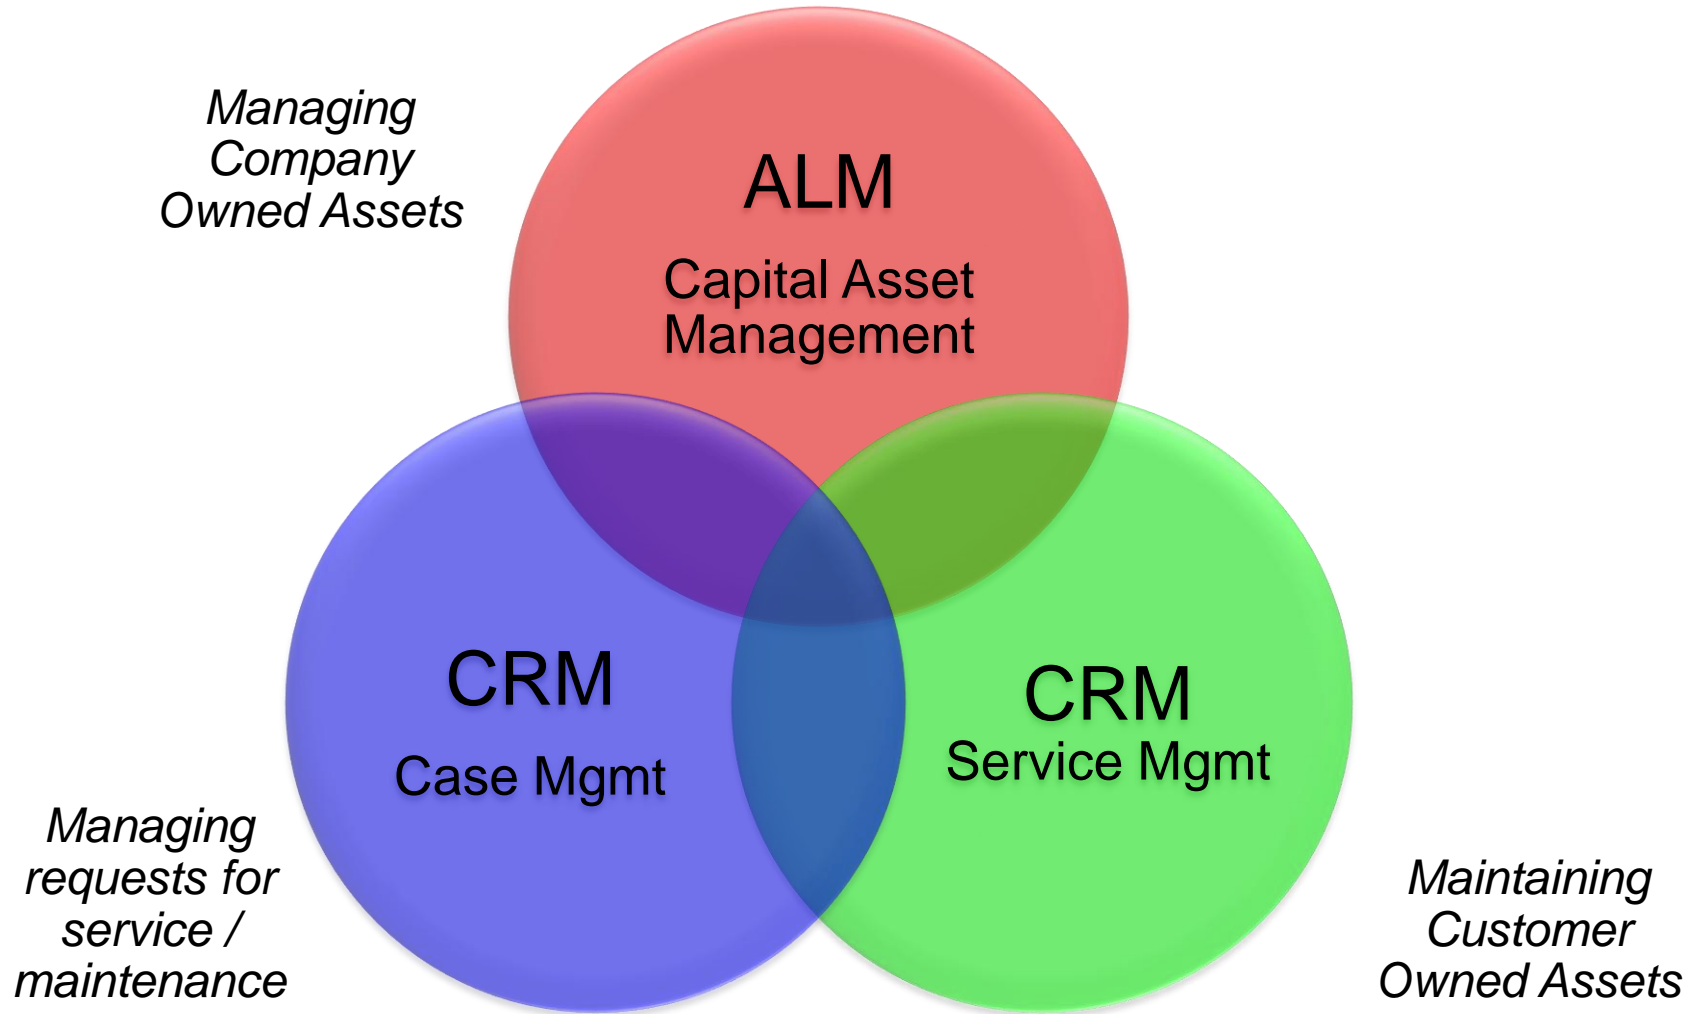 Managing
Company
Owned Assets
ALM
Capital Asset
Management
CRM
Case Mgmt
CRM
Service Mgmt
Managing
requests for
service /
maintenance
Maintaining
Customer
Owned Assets